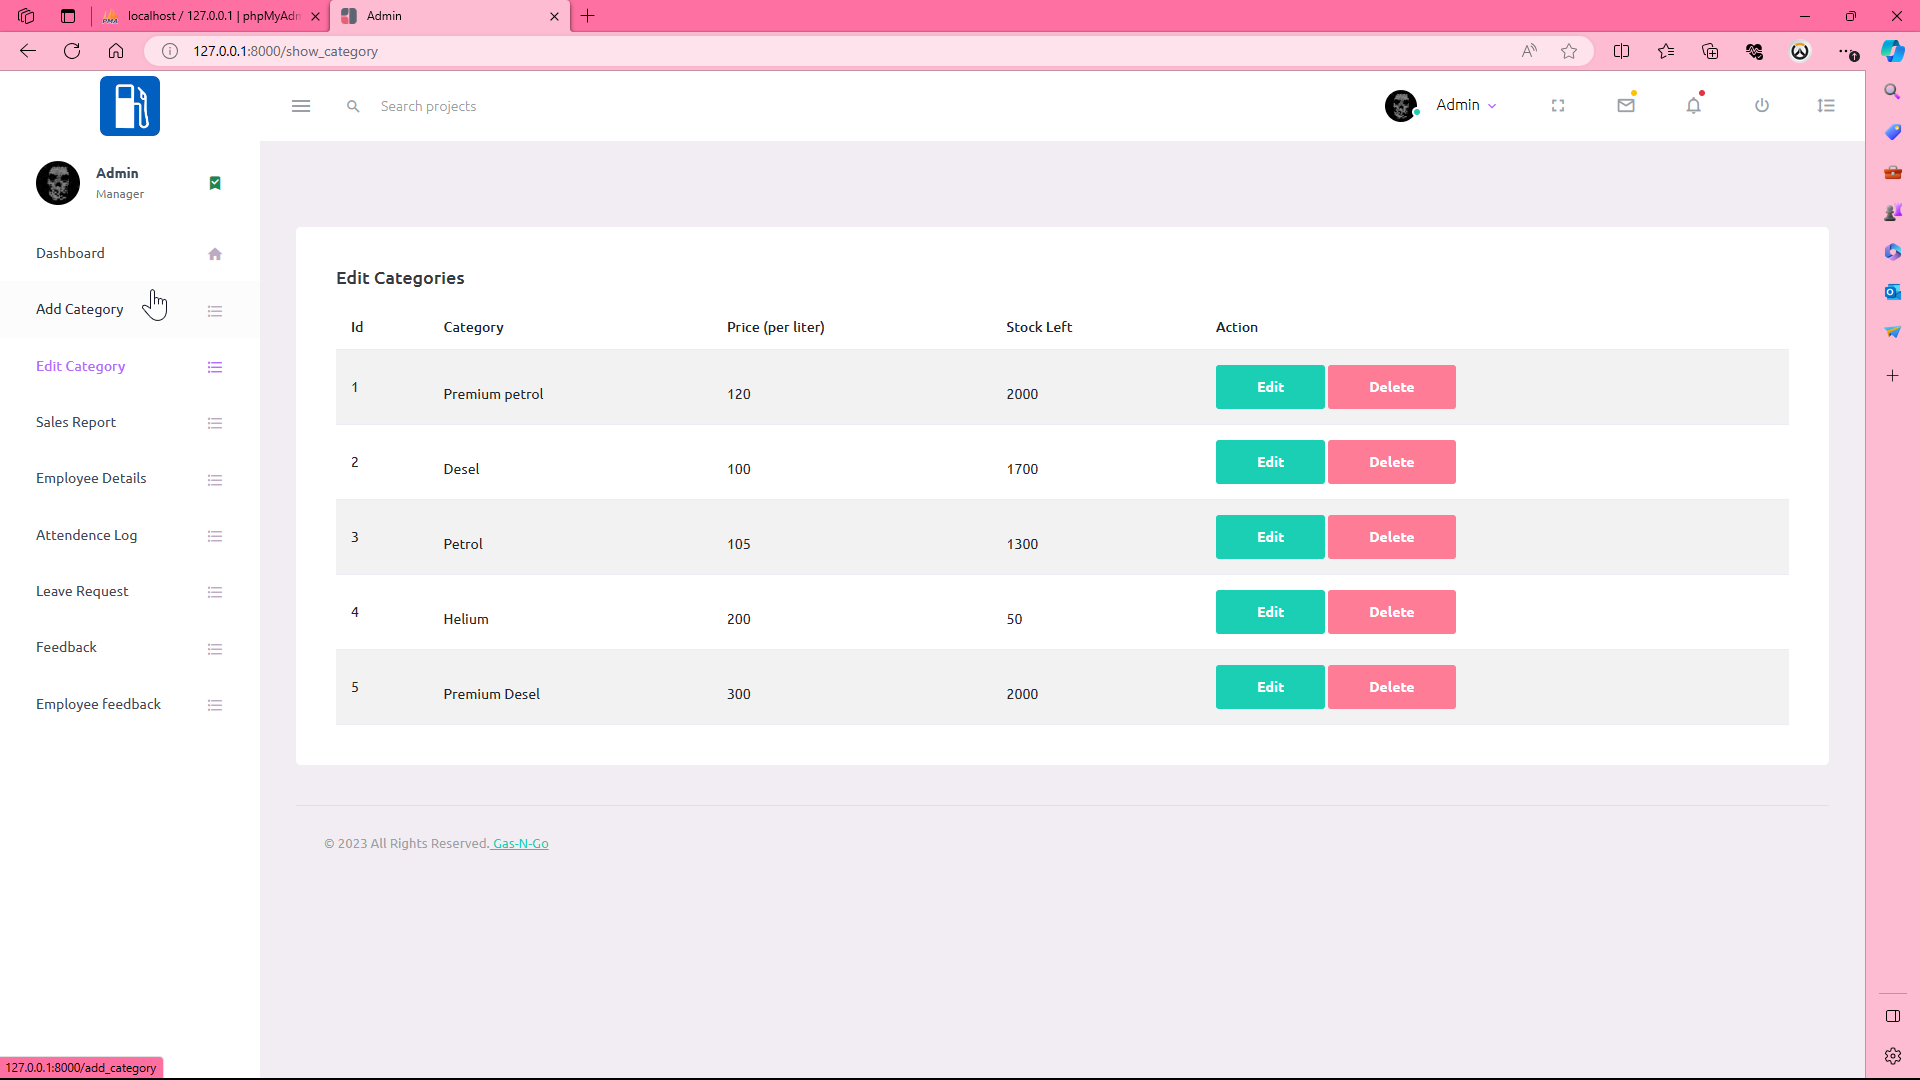 localhost / 127.0.0.1 | phpMyAdm
Admin
127.0.0.1:8000/show_category
Search projects
Admin
Admin
Manager
Dashboard
Add Category
Edit Category
Sales Report
Employee Details
Attendence Log
Leave Request
Feedback
Employee feedback
Edit Categories
Id Category Price (per liter) Stock Left Action
1 Premium petrol 120 2000 Edit Delete
2 Desel 100 1700 Edit Delete
3 Petrol 105 1300 Edit Delete
4 Helium 200 50 Edit Delete
5 Premium Desel 300 2000 Edit Delete
© 2023 All Rights Reserved. Gas-N-Go
127.0.0.1:8000/add_category